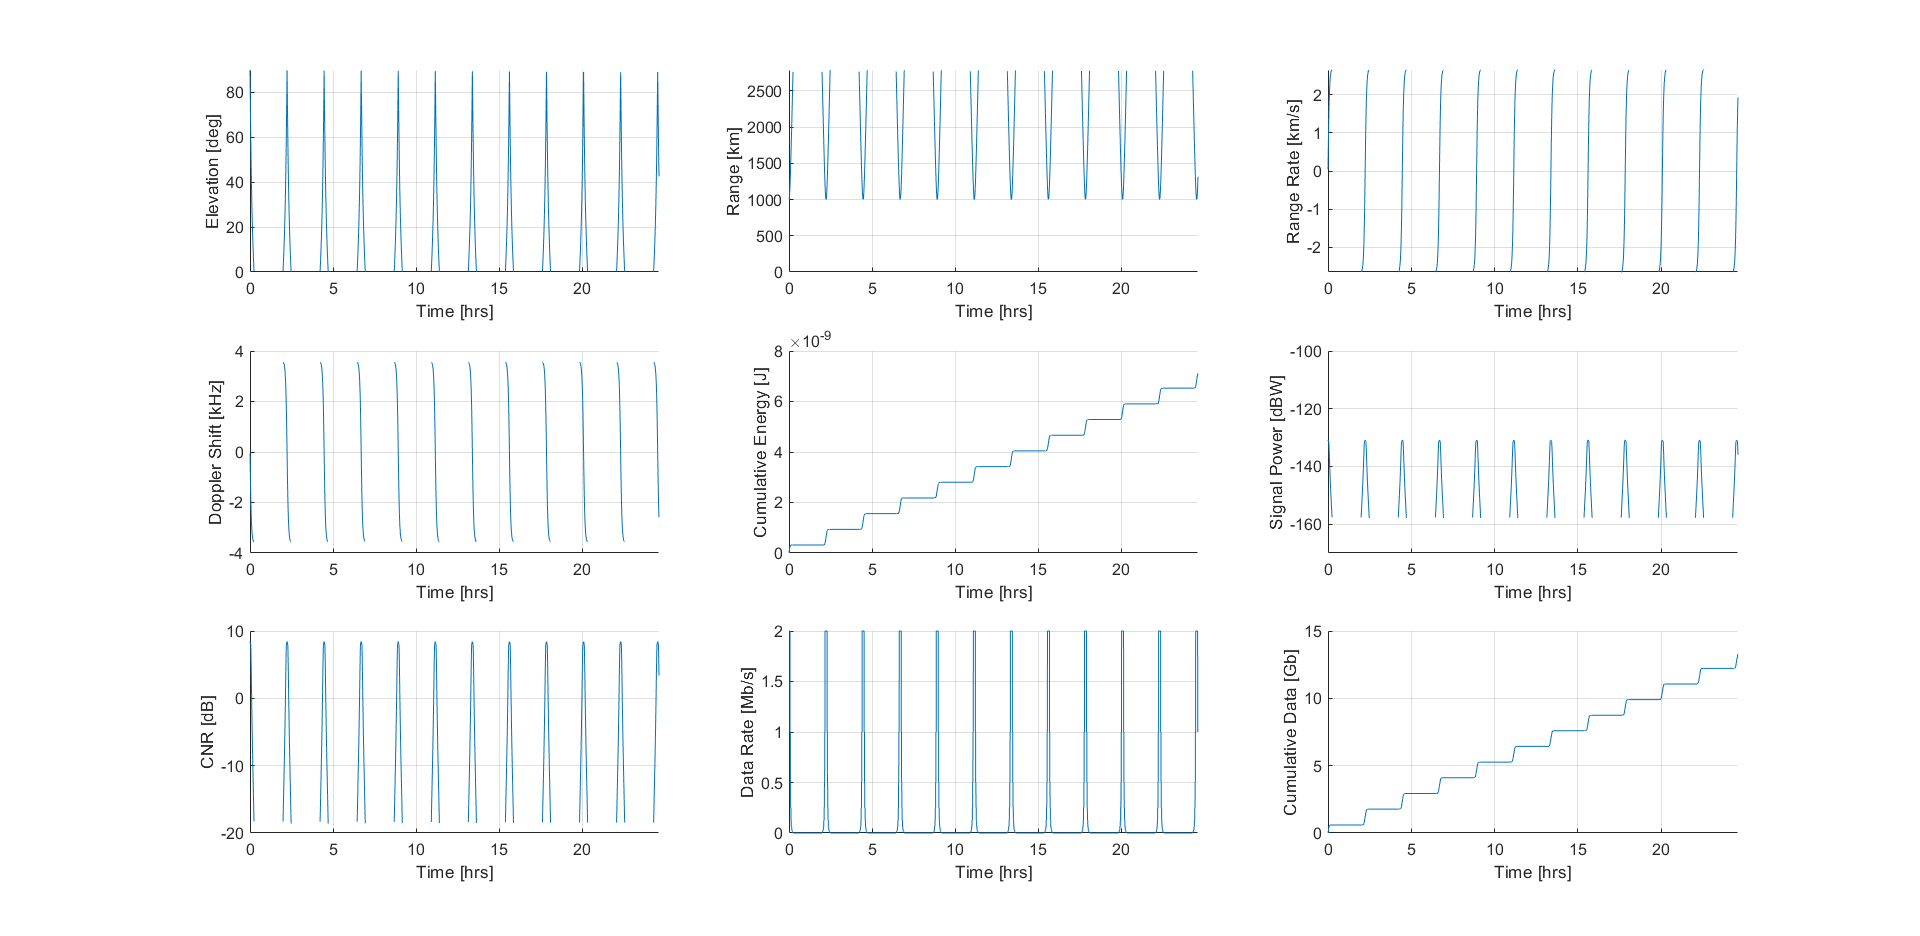 Elevation [deg]
80
60
40
20
0
0 5 10 15 20
Time [hrs]
Range [km]
2500
2000
1500
1000
500
0
0 5 10 15 20
Time [hrs]
Range Rate [km/s]
2
1
0
-1
-2
0 5 10 15 20
Time [hrs]
Doppler Shift [kHz]
4
2
0
-2
-4
0 5 10 15 20
Time [hrs]
×10⁻⁹
Cumulative Energy [J]
8
6
4
2
0
0 5 10 15 20
Time [hrs]
Signal Power [dBW]
-100
-120
-140
-160
0 5 10 15 20
Time [hrs]
CNR [dB]
10
0
-10
-20
0 5 10 15 20
Time [hrs]
Data Rate [Mb/s]
2
1.5
1
0.5
0
0 5 10 15 20
Time [hrs]
Cumulative Data [Gb]
15
10
5
0
0 5 10 15 20
Time [hrs]